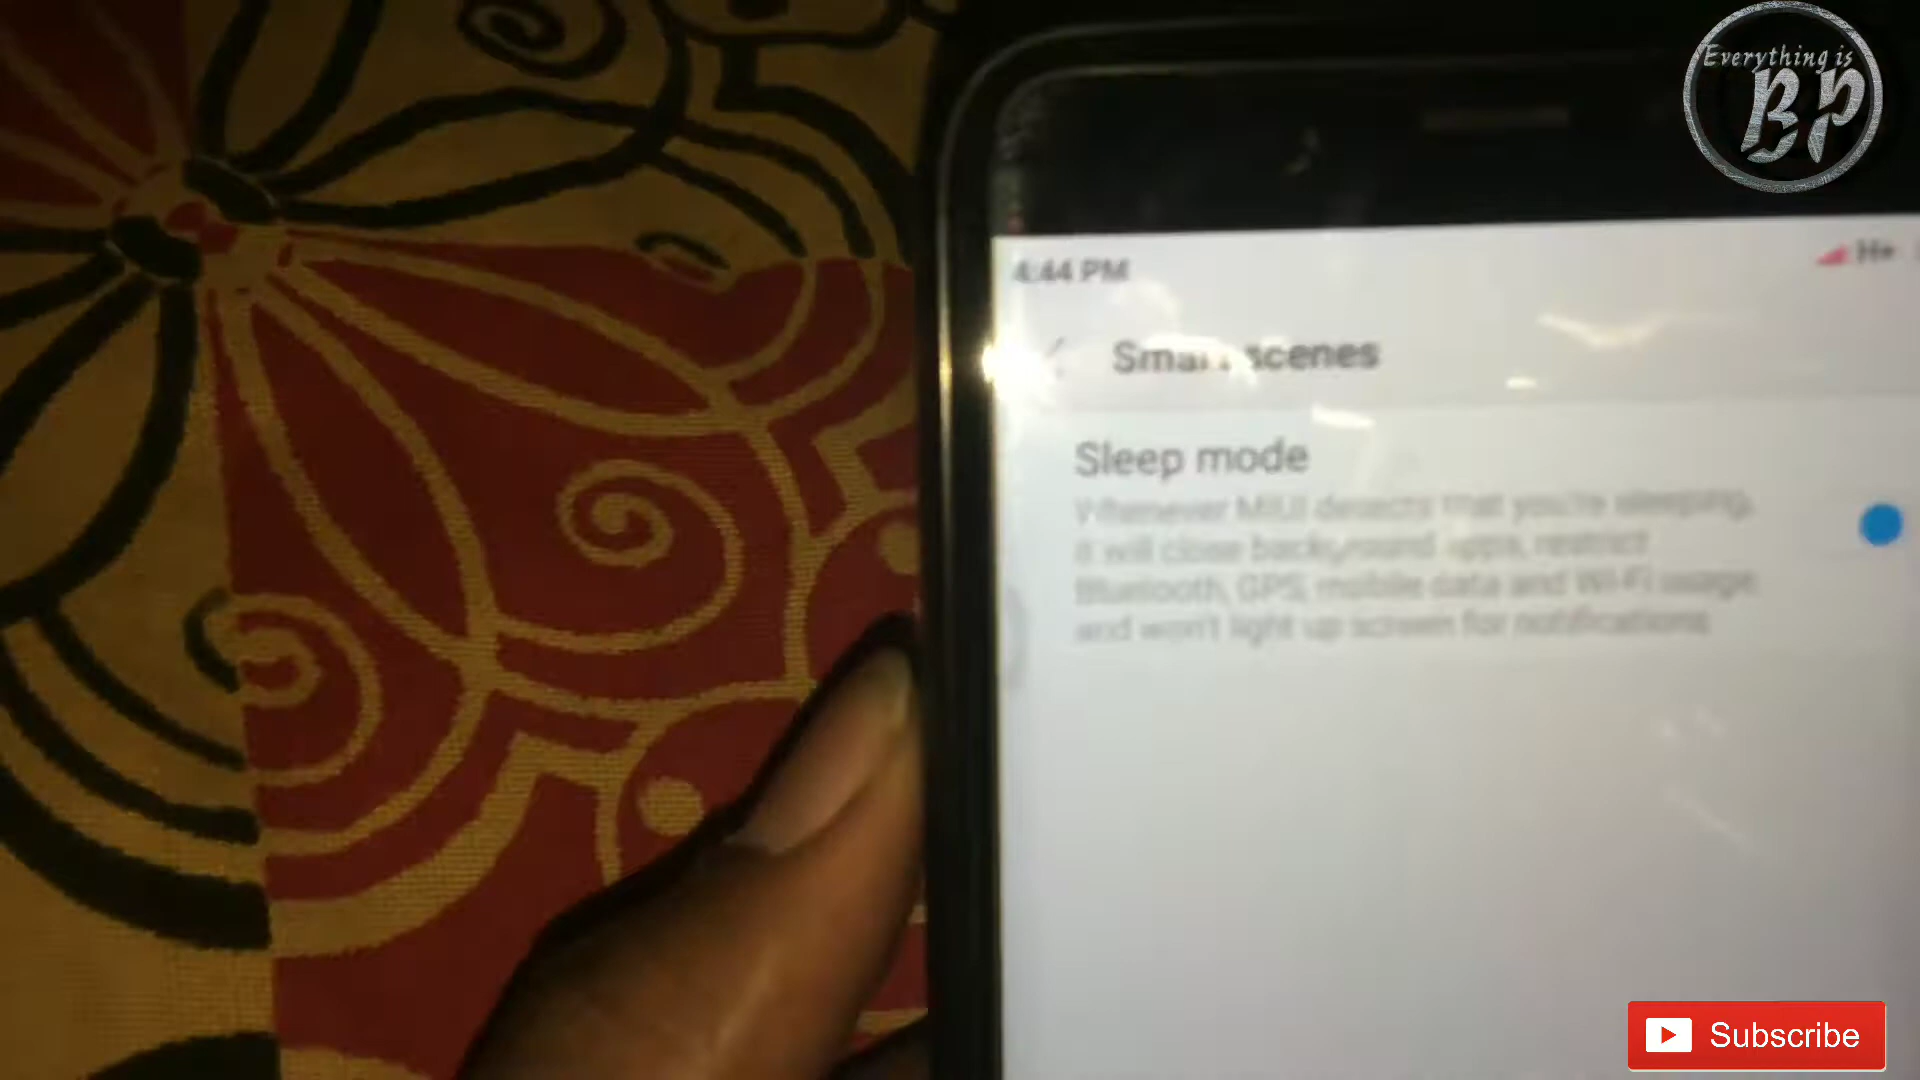 Everything is
BP
4:44 PM
H+
Smart scenes
Sleep mode
Whenever MIUI detects that you're sleeping,
it will close background apps, restrict
Bluetooth, GPS, mobile data and Wi-Fi usage
and won't light up screen for notifications
Subscribe